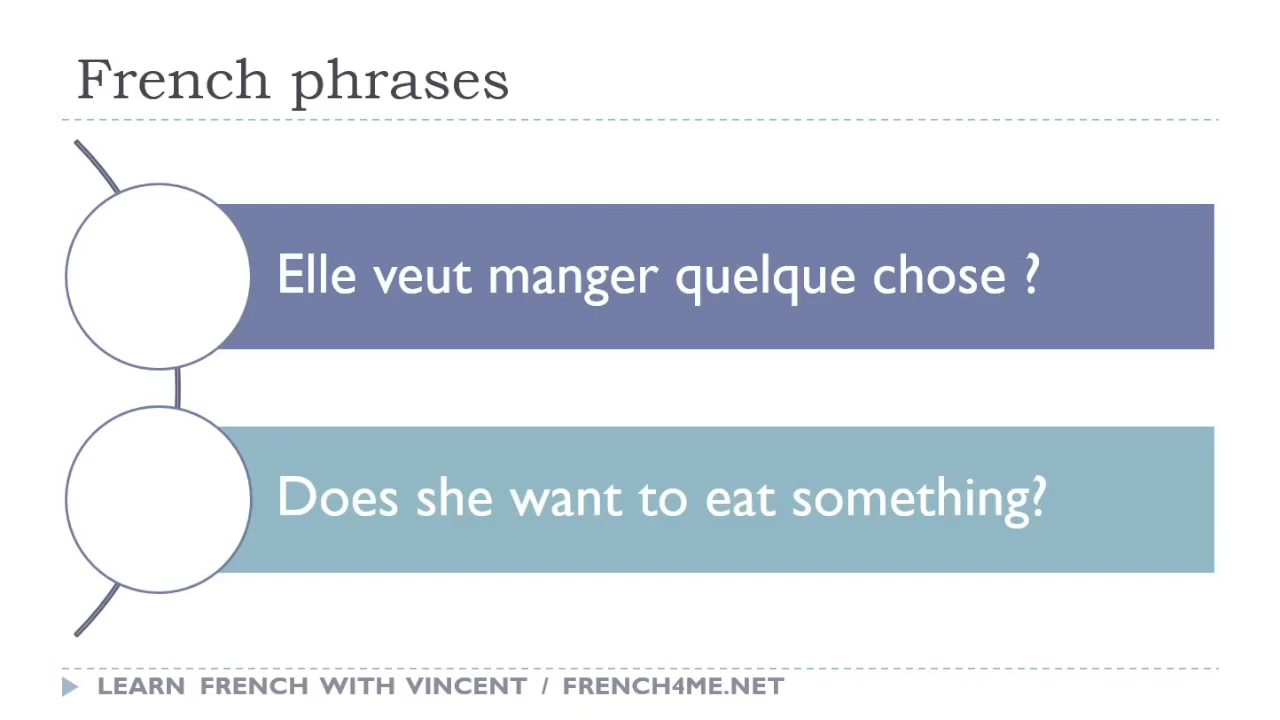 French phrases
Elle veut manger quelque chose ?
Does she want to eat something?
LEARN FRENCH WITH VINCENT / FRENCH4ME.NET